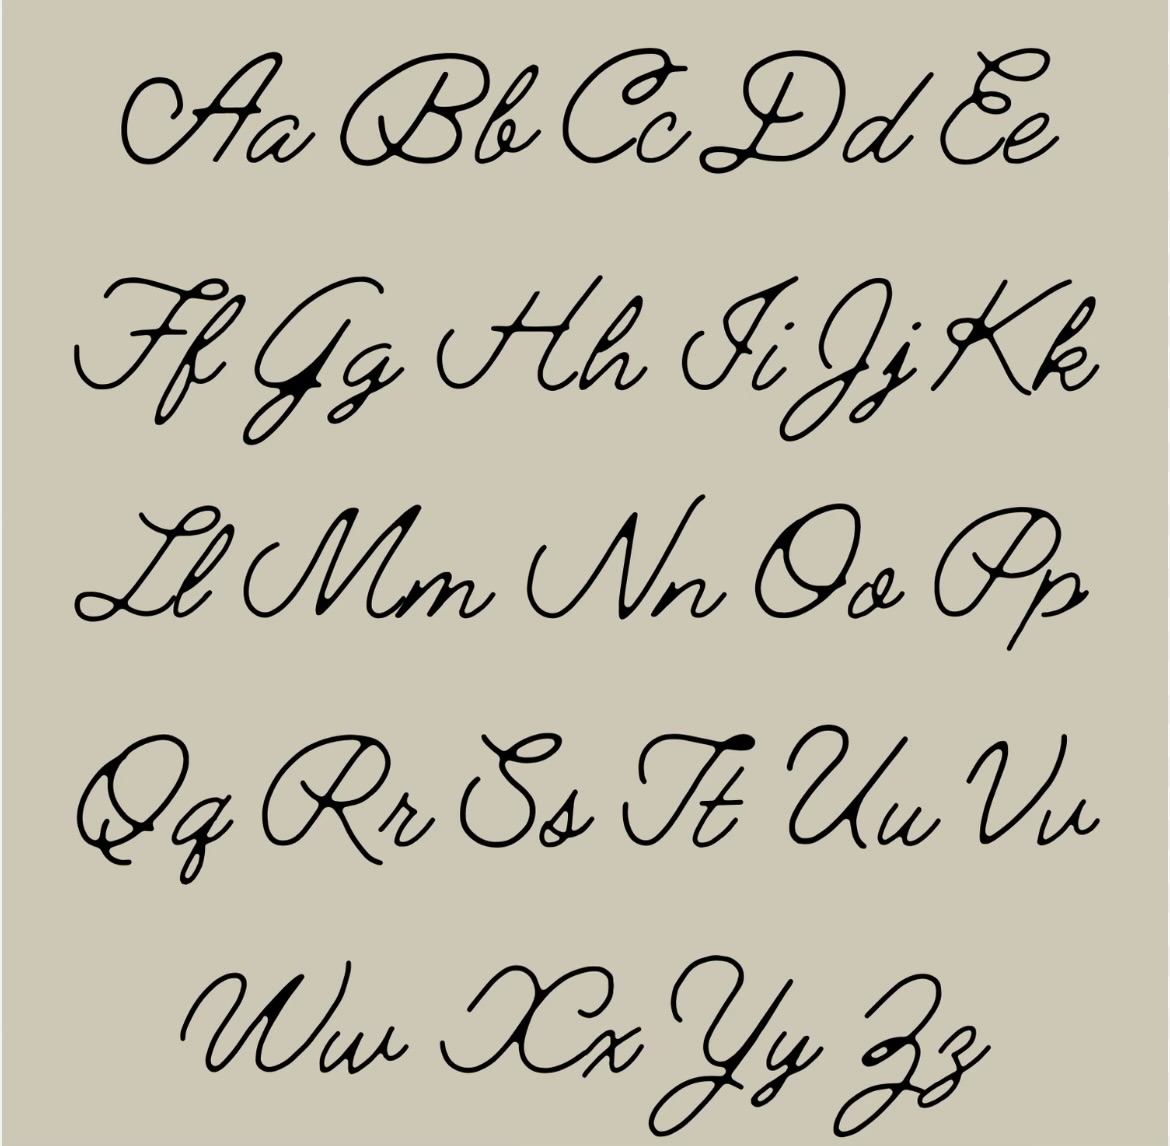 Aa Bb Cc Dd Ee
Ff Gg Hh Ii Jj Kk
Ll Mm Nn Oo Pp
Qq Rr Ss Tt Uu Vv
Ww Xx Yy Zz